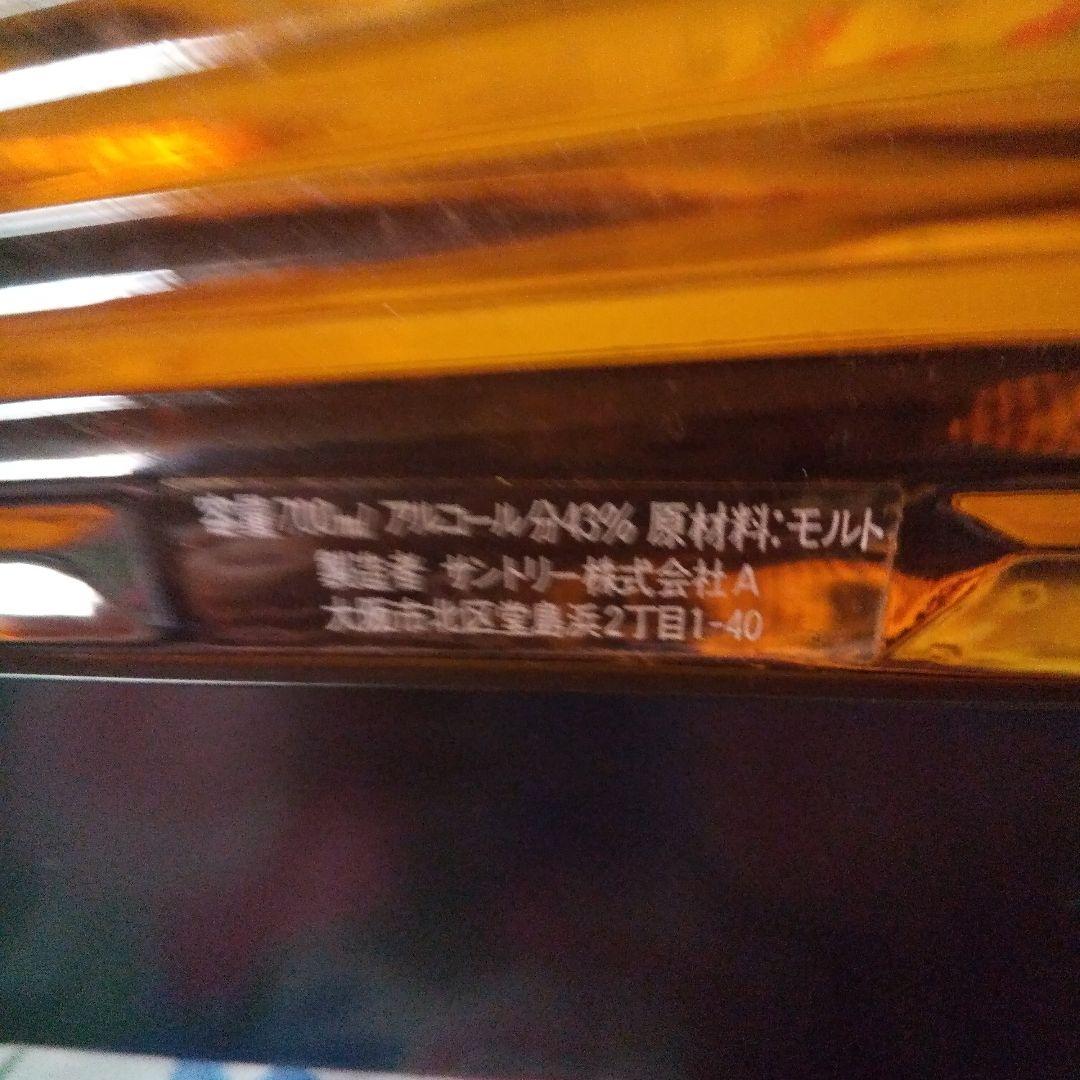 容量700ml アルコール分43% 原材料:モルト
製造者 サントリー株式会社 A
大阪市北区堂島浜2丁目1-40